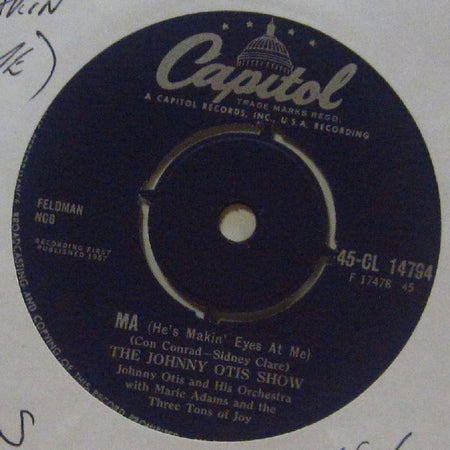 Capitol
TRADE MARKS REGD.
A CAPITOL RECORDS, INC., U.S.A. RECORDING
FELDMAN
NCB
RECORDING FIRST
PUBLISHED 1957
45-CL 14794
F 17478 45
MA (He's Makin' Eyes At Me)
(Con Conrad—Sidney Clare)
THE JOHNNY OTIS SHOW
Johnny Otis and His Orchestra
with Marie Adams and the
Three Tons of Joy
BROADCASTING AND COPYING OF THIS RECORD PROHIBITED